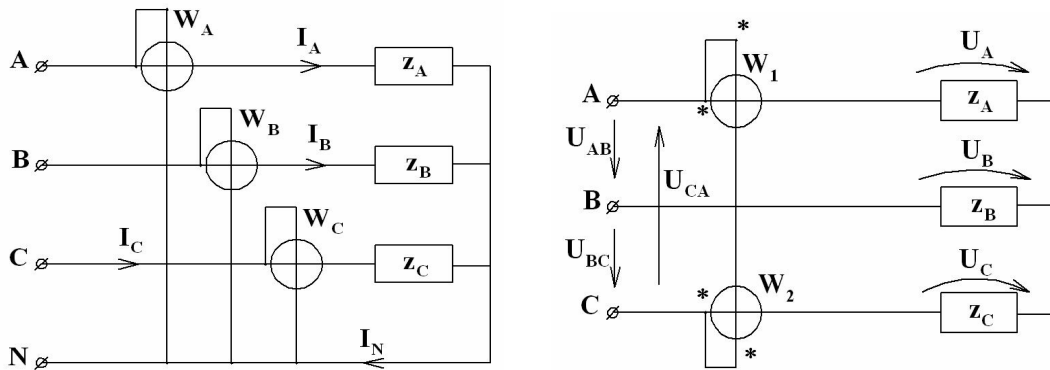 W_A
A I_A z_A
W_B
B I_B z_B
W_C
C I_C z_C
N I_N
* W_1 U_A
A * z_A
U_AB U_B
B U_CA z_B
U_BC U_C
C * W_2 z_C
*